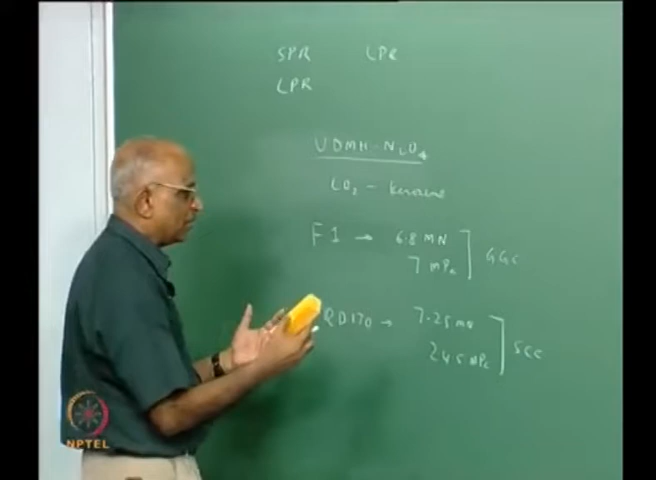 SPR LPR
LPR
UDMH - N2O4
LO2 - Kerosene
F1 → 6.8 MN
7 MPa
GGC
RD170 → 7.25 MN
24.5 MPa
SCC
NPTEL